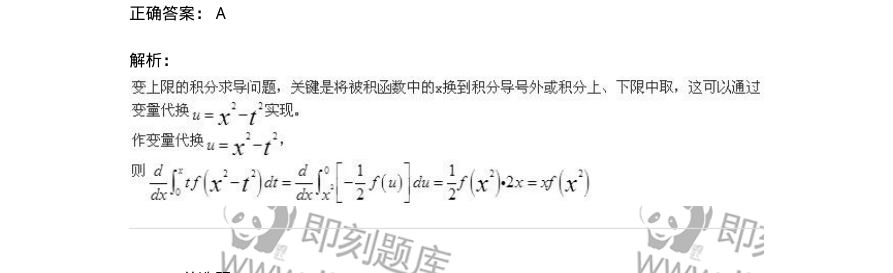 正确答案： A
解析：
变上限的积分求导问题，关键是将被积函数中的x换到积分导号外或积分上、下限中取，这可以通过
变量代换u=x²−t²实现。
作变量代换u=x²−t²，
则 d/dx ∫₀ˣ tf(x²−t²)dt = d/dx ∫ₓ²⁰ [−1/2 f(u)]du = 1/2 f(x²)•2x = xf(x²)
即刻题库 即刻